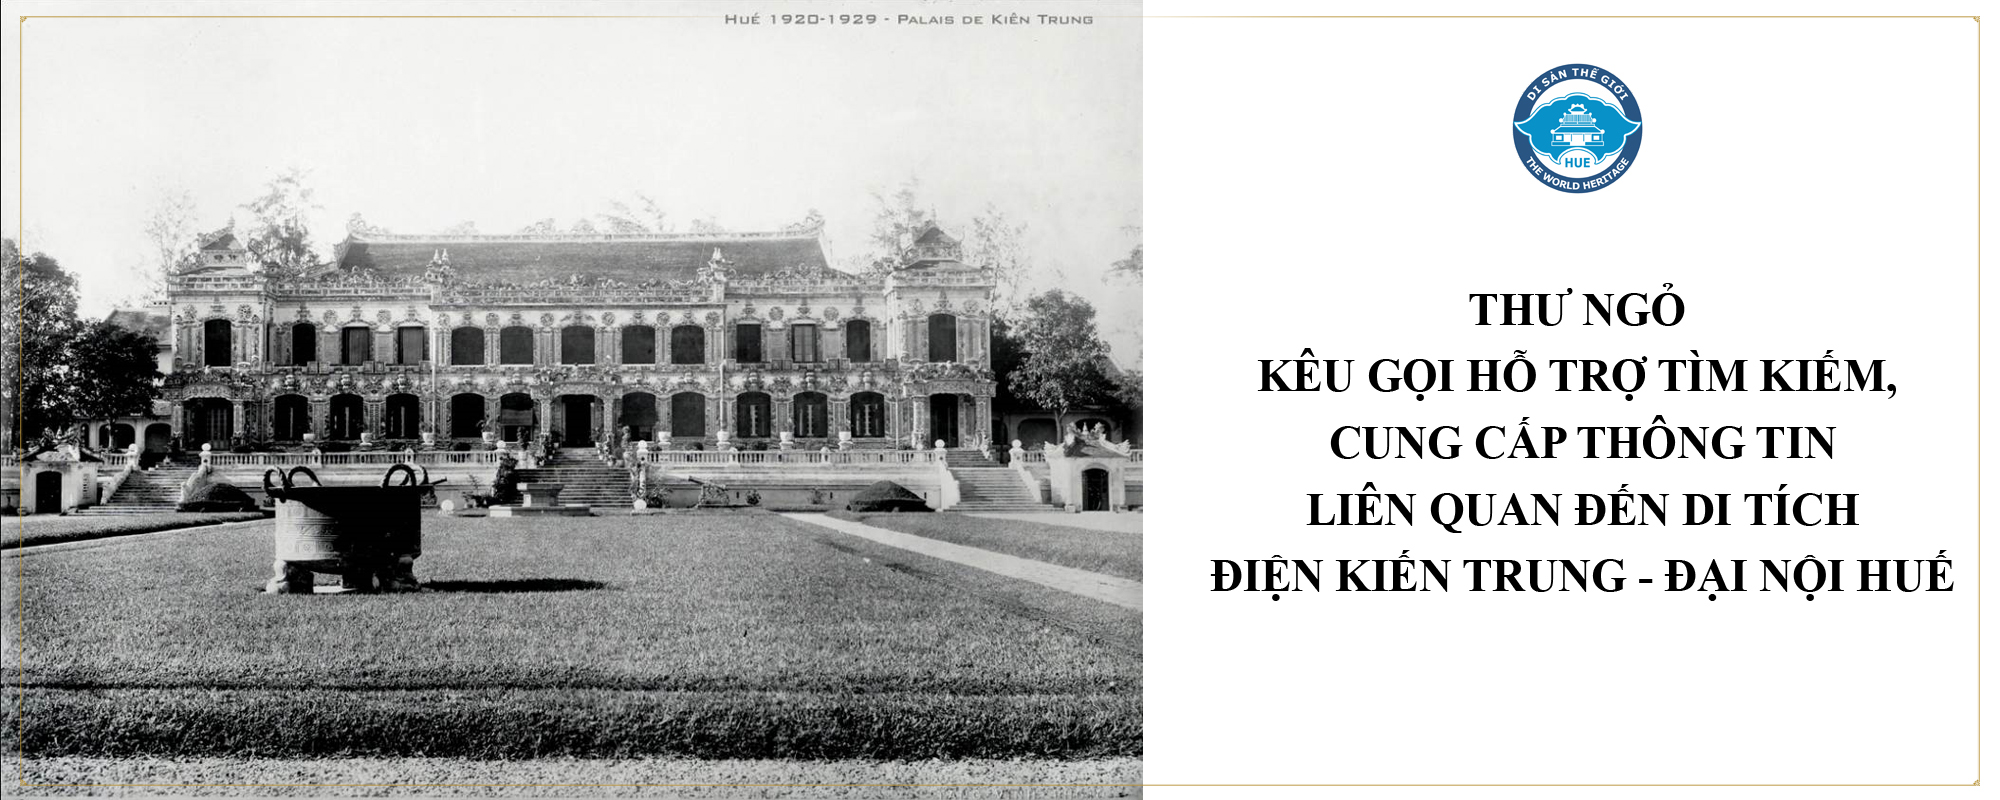 HUÉ 1920-1929 - PALAIS DE KIÊN TRUNG
DI SẢN THẾ GIỚI
HUE
THE WORLD HERITAGE
THƯ NGỎ
KÊU GỌI HỖ TRỢ TÌM KIẾM,
CUNG CẤP THÔNG TIN
LIÊN QUAN ĐẾN DI TÍCH
ĐIỆN KIẾN TRUNG - ĐẠI NỘI HUẾ